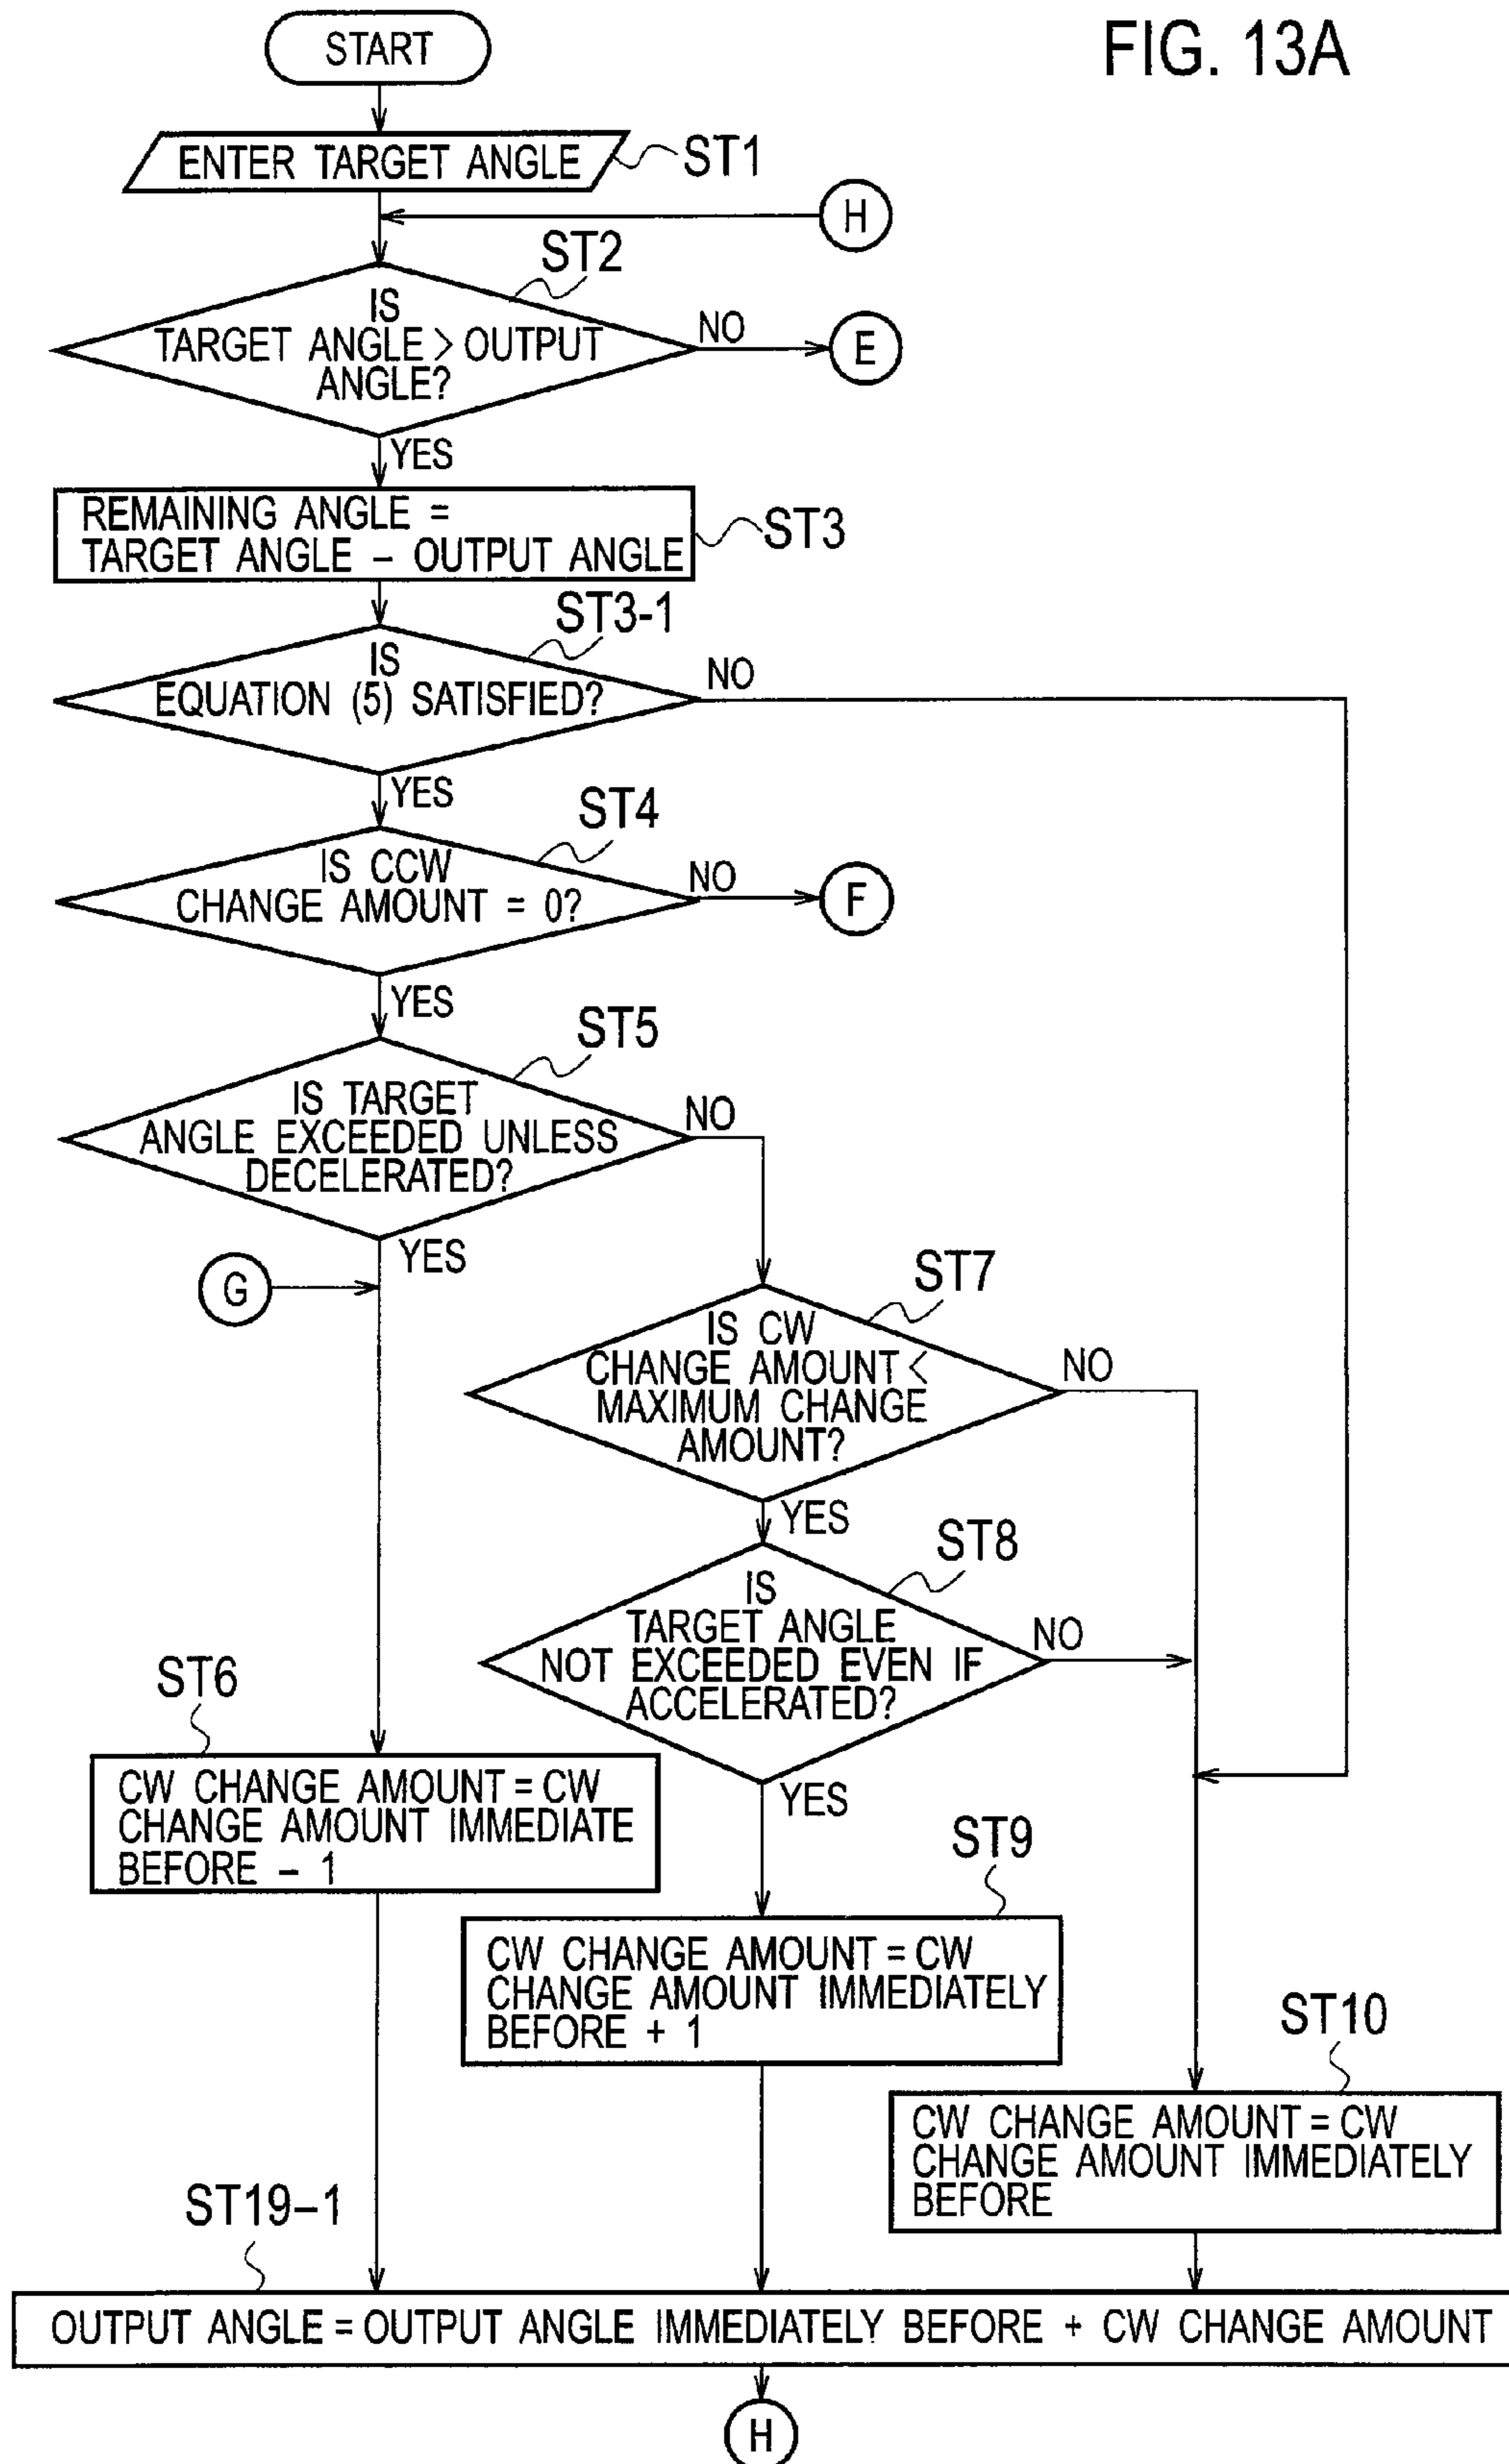 FIG. 13A
START
ENTER TARGET ANGLE
ST1
H
ST2
IS
TARGET ANGLE > OUTPUT
ANGLE?
NO
E
YES
REMAINING ANGLE =
TARGET ANGLE – OUTPUT ANGLE
ST3
ST3-1
IS
EQUATION (5) SATISFIED?
NO
YES
ST4
IS CCW
CHANGE AMOUNT = 0?
NO
F
YES
ST5
IS TARGET
ANGLE EXCEEDED UNLESS
DECELERATED?
NO
YES
G
ST7
IS CW
CHANGE AMOUNT <
MAXIMUM CHANGE
AMOUNT?
NO
YES
ST8
IS
TARGET ANGLE
NOT EXCEEDED EVEN IF
ACCELERATED?
NO
YES
ST6
CW CHANGE AMOUNT = CW
CHANGE AMOUNT IMMEDIATE
BEFORE – 1
ST9
CW CHANGE AMOUNT = CW
CHANGE AMOUNT IMMEDIATELY
BEFORE + 1
ST10
CW CHANGE AMOUNT = CW
CHANGE AMOUNT IMMEDIATELY
BEFORE
ST19–1
OUTPUT ANGLE = OUTPUT ANGLE IMMEDIATELY BEFORE + CW CHANGE AMOUNT
H